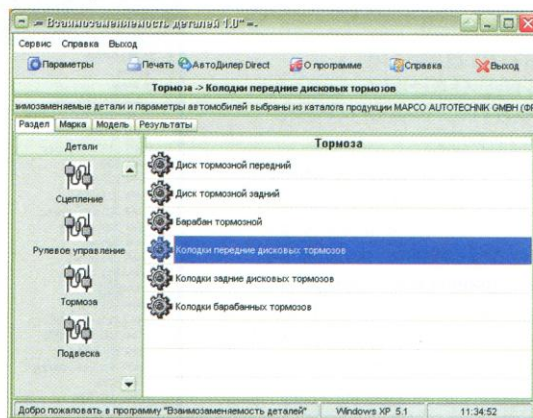 -= Взаимозаменяемость деталей 1.0" =-
Сервис Справка Выход
Параметры Печать АвтоДилер Direct О программе Справка Выход
Тормоза -> Колодки передние дисковых тормозов
имозаменяемые детали и параметры автомобилей выбраны из каталога продукции MAPCO AUTOTECHNIK GMBH (ФР
Раздел Марка Модель Результаты
Детали
Тормоза
Диск тормозной передний
Сцепление
Диск тормозной задний
Барабан тормозной
Рулевое управление
Колодки передние дисковых тормозов
Колодки задние дисковых тормозов
Тормоза
Колодки барабанных тормозов
Подвеска
Добро пожаловать в программу "Взаимозаменяемость деталей" Windows XP 5.1 11:34:52